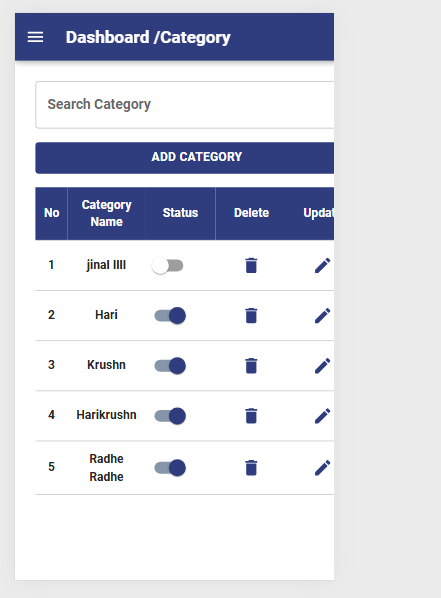 Dashboard /Category
Search Category
ADD CATEGORY
No Category Name Status Delete Updat
1 jinal llll
2 Hari
3 Krushn
4 Harikrushn
5 Radhe Radhe